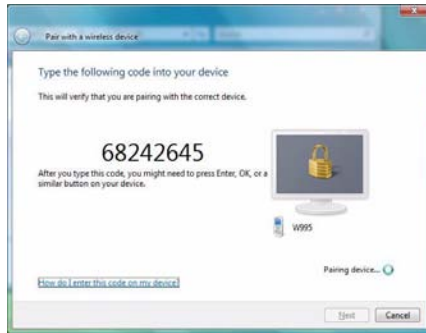 Pair with a wireless device
Type the following code into your device
This will verify that you are pairing with the correct device.
68242645
After you type this code, you might need to press Enter, OK, or a
similar button on your device.
W995
Pairing device...
How do I enter this code on my device?
Next Cancel